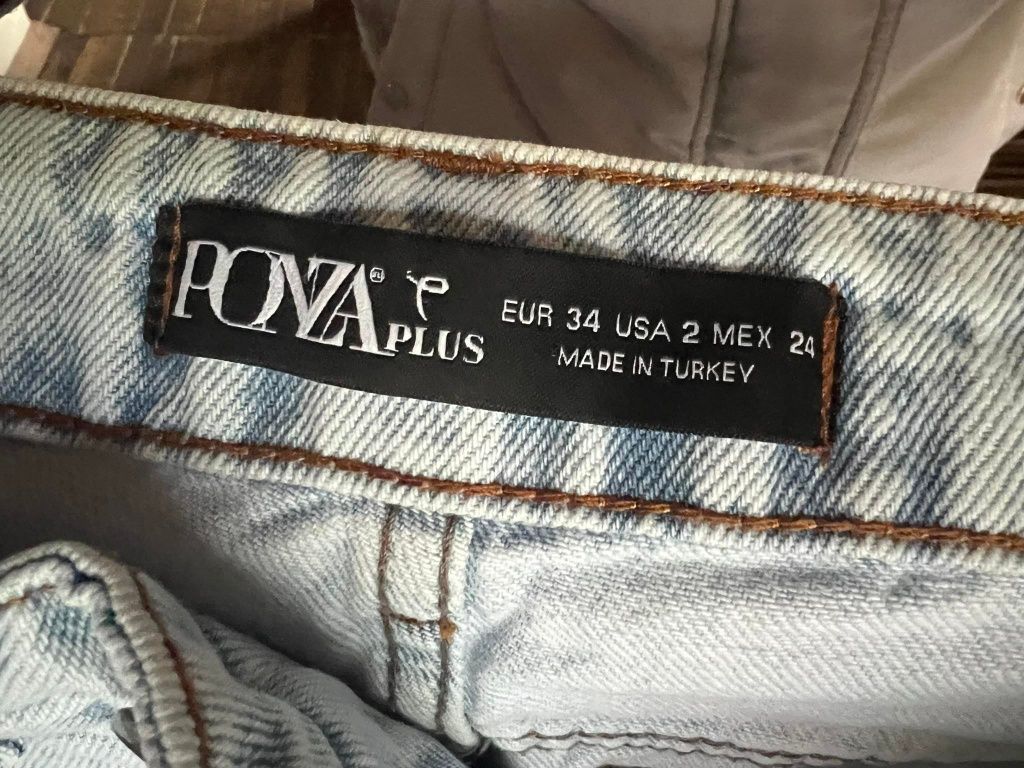 PONZA PLUS
EUR 34 USA 2 MEX 24
MADE IN TURKEY